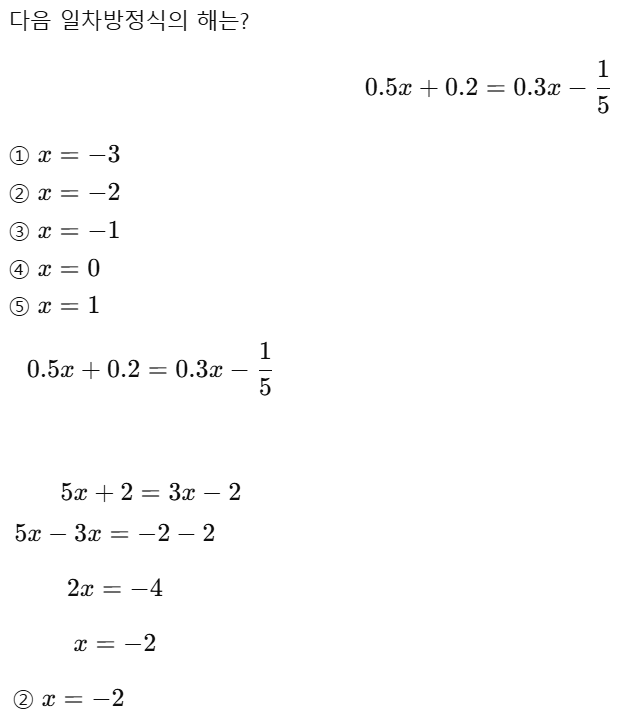 다음 일차방정식의 해는?
0.5x + 0.2 = 0.3x − \frac{1}{5}
① x = −3
② x = −2
③ x = −1
④ x = 0
⑤ x = 1
0.5x + 0.2 = 0.3x − \frac{1}{5}
5x + 2 = 3x − 2
5x − 3x = −2 − 2
2x = −4
x = −2
② x = −2